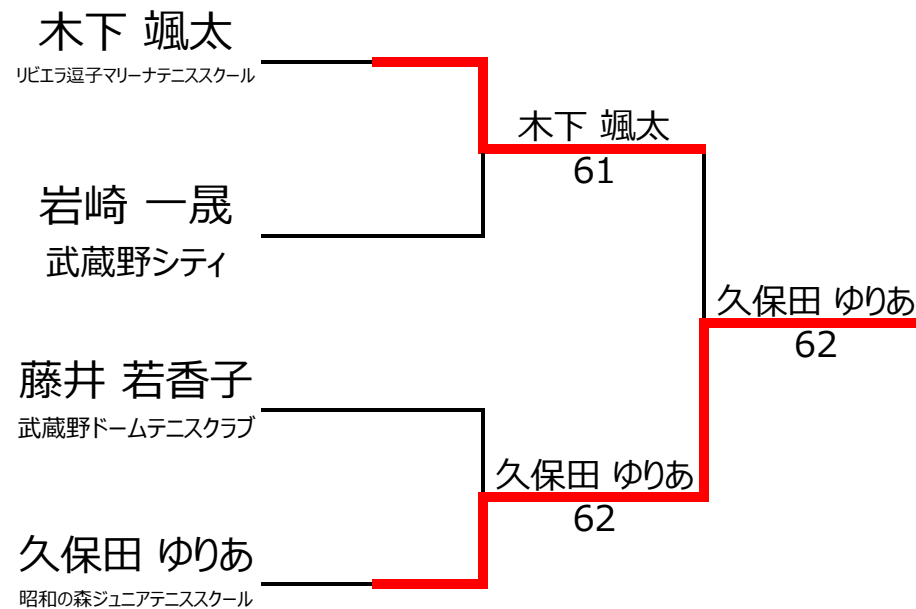 木下 颯太
リビエラ逗子マリーナテニススクール
木下 颯太
61
岩崎 一晟
武蔵野シティ
久保田 ゆりあ
62
藤井 若香子
武蔵野ドームテニスクラブ
久保田 ゆりあ
62
久保田 ゆりあ
昭和の森ジュニアテニススクール